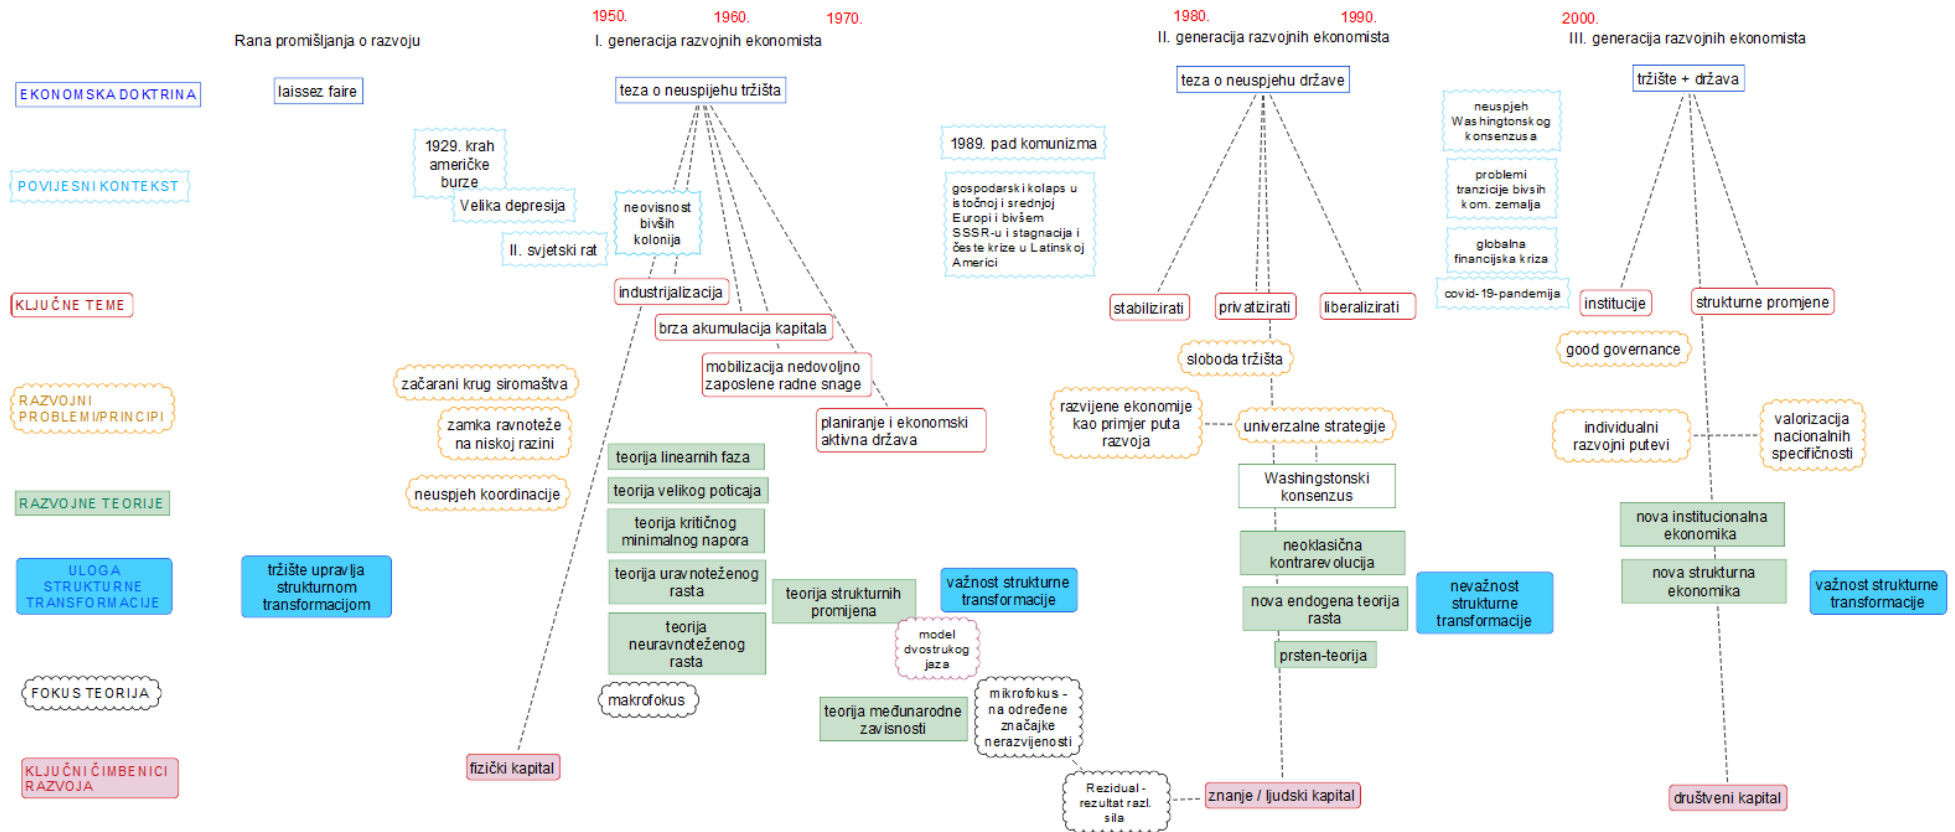 1950.
1960.
1970.
1980.
1990.
2000.
Rana promišljanja o razvoju
I. generacija razvojnih ekonomista
II. generacija razvojnih ekonomista
III. generacija razvojnih ekonomista
EKONOMSKA DOKTRINA
laissez faire
teza o neuspijehu tržišta
teza o neuspjehu države
tržište + država
POVIJESNI KONTEKST
1929. krah
američke
burze
Velika depresija
II. svjetski rat
neovisnost
bivših
kolonija
1989. pad komunizma
gospodarski kolaps u
istočnoj i srednjoj
Europi i bivšem
SSSR-u i stagnacija i
česte krize u Latinskoj
Americi
neuspjeh
Washingtonskog
konsenzusa
problemi
tranzicije bivsih
kom. zemalja
globalna
financijska kriza
covid-19-pandemija
KLJUČNE TEME
industrijalizacija
brza akumulacija kapitala
mobilizacija nedovoljno
zaposlene radne snage
planiranje i ekonomski
aktivna država
stabilizirati
privatizirati
liberalizirati
institucije
strukturne promjene
RAZVOJNI
PROBLEMI/PRINCIPI
začarani krug siromaštva
zamka ravnoteže
na niskoj razini
neuspjeh koordinacije
sloboda tržišta
razvijene ekonomije
kao primjer puta
razvoja
univerzalne strategije
good governance
individualni
razvojni putevi
valorizacija
nacionalnih
specifičnosti
RAZVOJNE TEORIJE
teorija linearnih faza
teorija velikog poticaja
teorija kritičnog
minimalnog napora
teorija uravnoteženog
rasta
teorija
neuravnoteženog
rasta
teorija strukturnih
promijena
model
dvostrukog
jaza
teorija međunarodne
zavisnosti
Washingstonski
konsenzus
neoklasična
kontrarevolucija
nova endogena teorija
rasta
prsten-teorija
nova institucionalna
ekonomika
nova strukturna
ekonomika
ULOGA
STRUKTURNE
TRANSFORMACIJE
tržište upravlja
strukturnom
transformacijom
važnost strukturne
transformacije
nevažnost
strukturne
transformacije
važnost strukturne
transformacije
FOKUS TEORIJA
makrofokus
mikrofokus -
na određene
značajke
nerazvijenosti
KLJUČNI ČIMBENICI
RAZVOJA
fizički kapital
Rezidual -
rezultat razl.
sila
znanje / ljudski kapital
društveni kapital